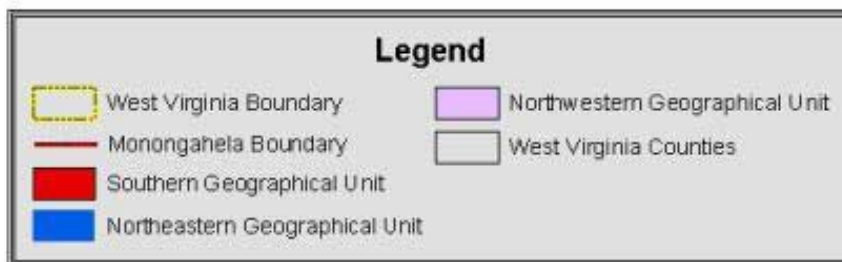 Legend
West Virginia Boundary
Monongahela Boundary
Southern Geographical Unit
Northeastern Geographical Unit
Northwestern Geographical Unit
West Virginia Counties